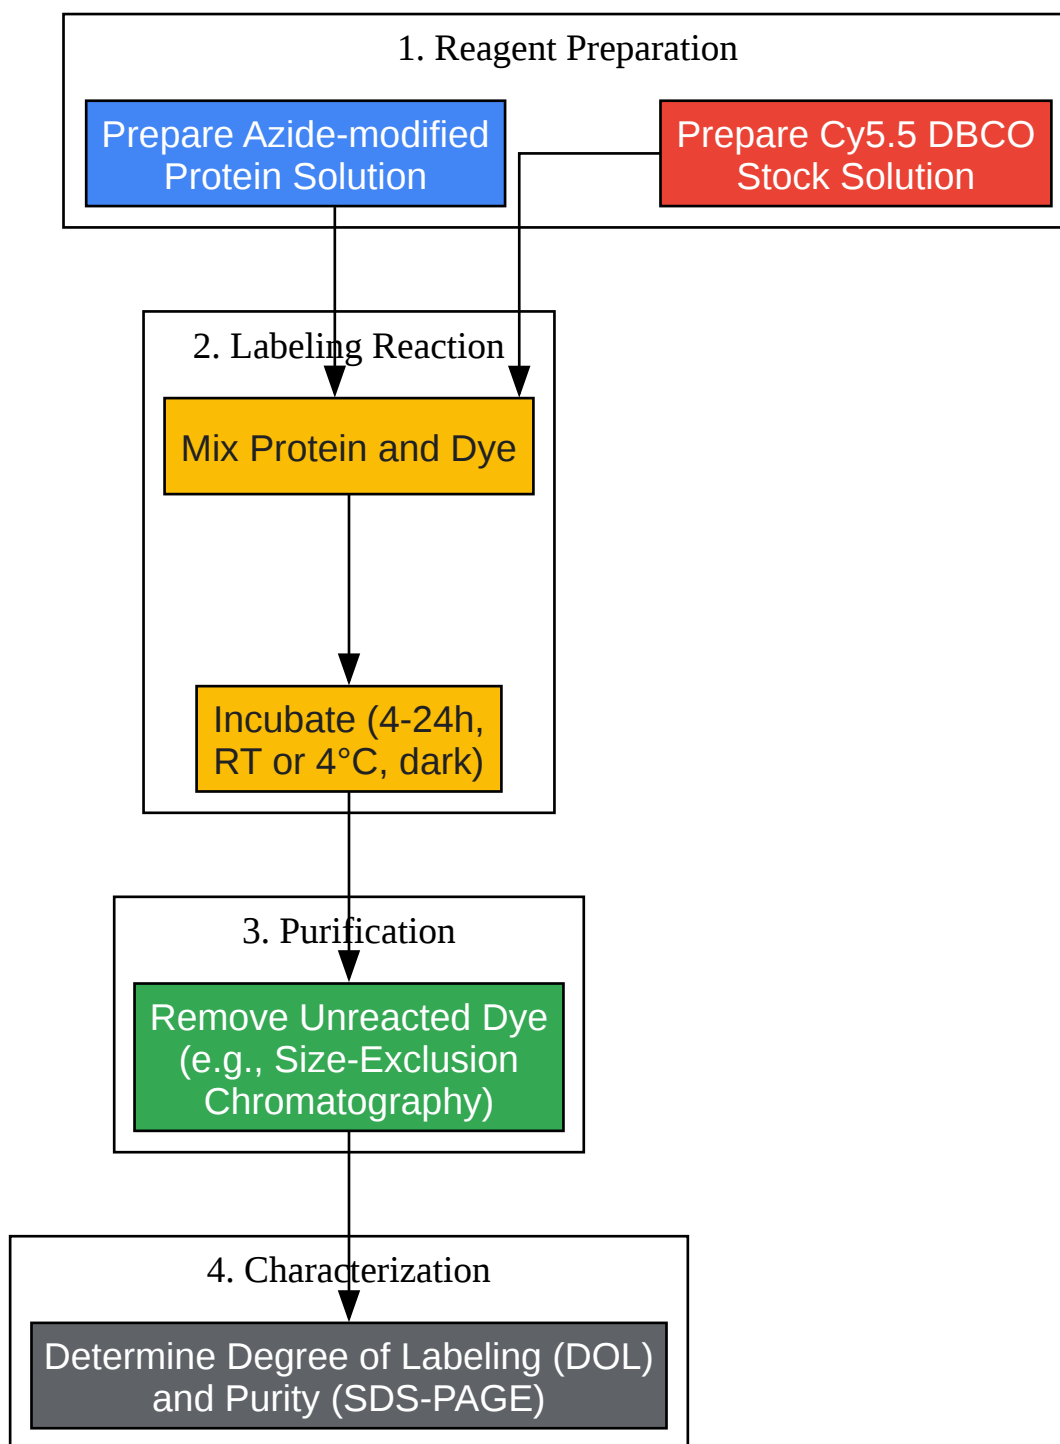 1. Reagent Preparation
Prepare Azide-modified
Protein Solution
Prepare Cy5.5 DBCO
Stock Solution
2. Labeling Reaction
Mix Protein and Dye
Incubate (4-24h,
RT or 4°C, dark)
3. Purification
Remove Unreacted Dye
(e.g., Size-Exclusion
Chromatography)
4. Characterization
Determine Degree of Labeling (DOL)
and Purity (SDS-PAGE)